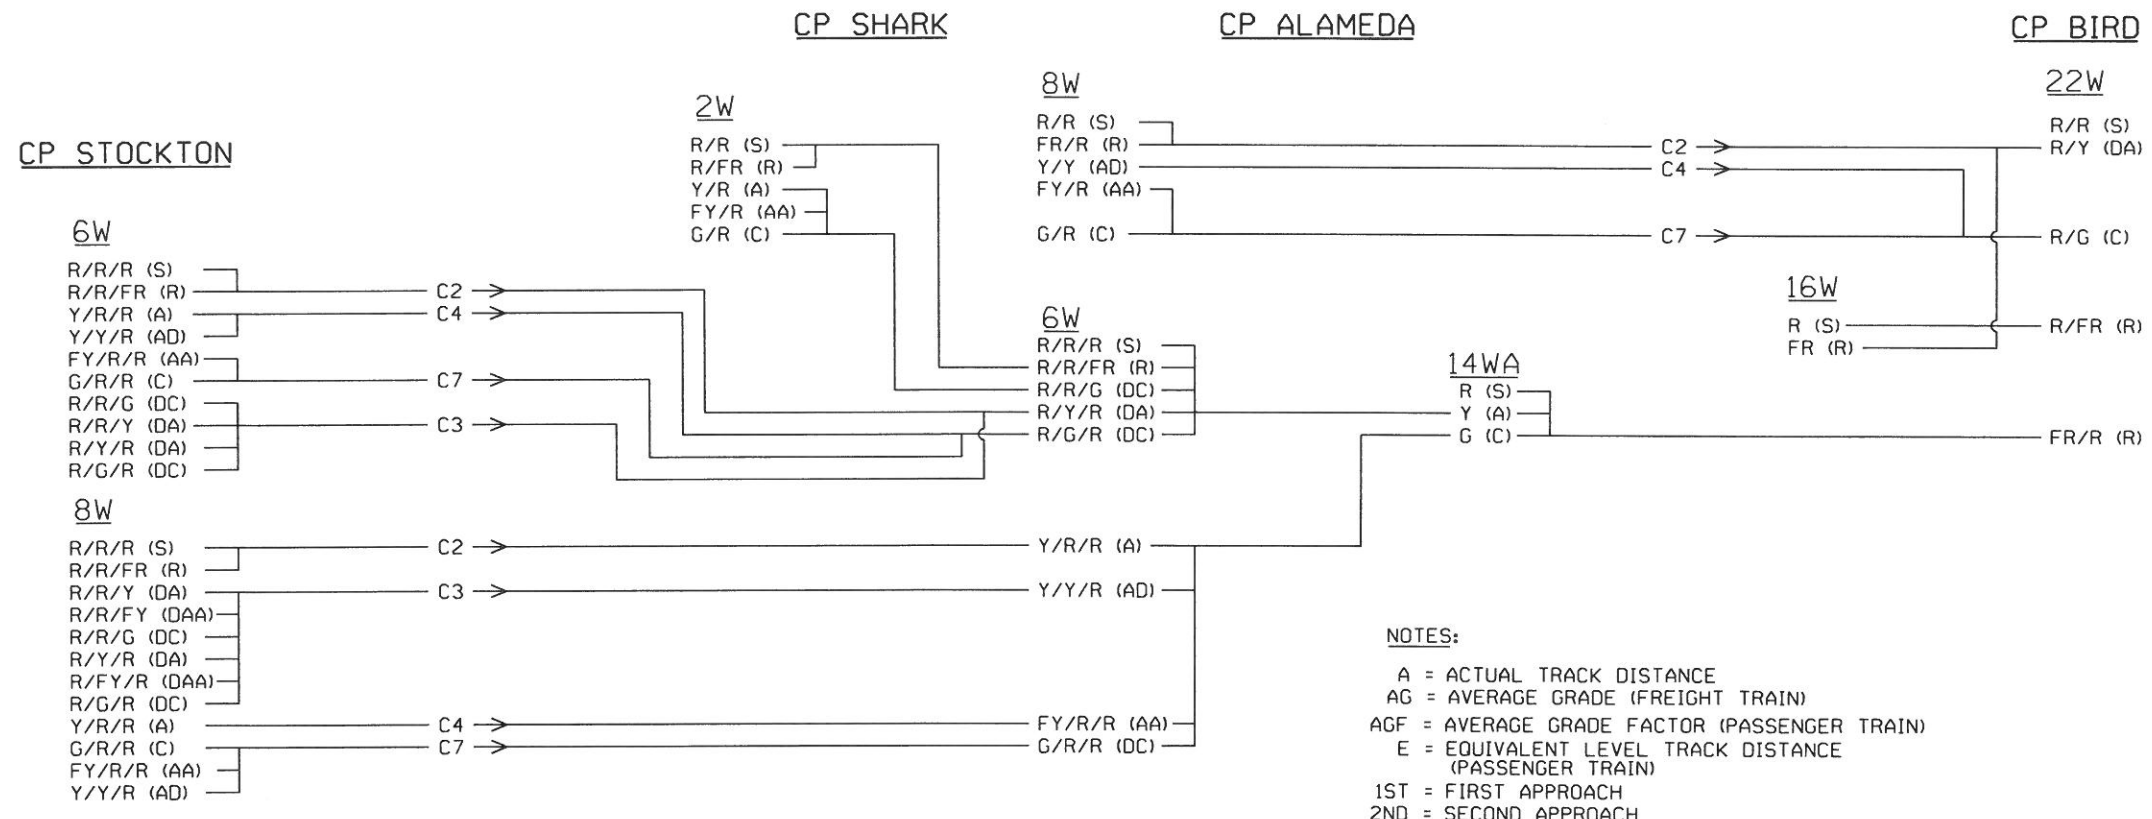 CP SHARK
CP ALAMEDA
CP BIRD
CP STOCKTON
6W
R/R/R (S)
R/R/FR (R)
Y/R/R (A)
Y/Y/R (AD)
FY/R/R (AA)
G/R/R (C)
R/R/G (DC)
R/R/Y (DA)
R/Y/R (DA)
R/G/R (DC)
C2
C4
C7
C3
8W
R/R/R (S)
R/R/FR (R)
R/R/Y (DA)
R/R/FY (DAA)
R/R/G (DC)
R/Y/R (DA)
R/FY/R (DAA)
R/G/R (DC)
Y/R/R (A)
G/R/R (C)
FY/R/R (AA)
Y/Y/R (AD)
C2
C3
C4
C7
2W
R/R (S)
R/FR (R)
Y/R (A)
FY/R (AA)
G/R (C)
8W
R/R (S)
FR/R (R)
Y/Y (AD)
FY/R (AA)
G/R (C)
C2
C4
C7
6W
R/R/R (S)
R/R/FR (R)
R/R/G (DC)
R/Y/R (DA)
R/G/R (DC)
Y/R/R (A)
Y/Y/R (AD)
FY/R/R (AA)
G/R/R (DC)
14WA
R (S)
Y (A)
G (C)
16W
R (S)
FR (R)
22W
R/R (S)
R/Y (DA)
R/G (C)
R/FR (R)
FR/R (R)
NOTES:
A = ACTUAL TRACK DISTANCE
AG = AVERAGE GRADE (FREIGHT TRAIN)
AGF = AVERAGE GRADE FACTOR (PASSENGER TRAIN)
E = EQUIVALENT LEVEL TRACK DISTANCE
(PASSENGER TRAIN)
1ST = FIRST APPROACH
2ND = SECOND APPROACH